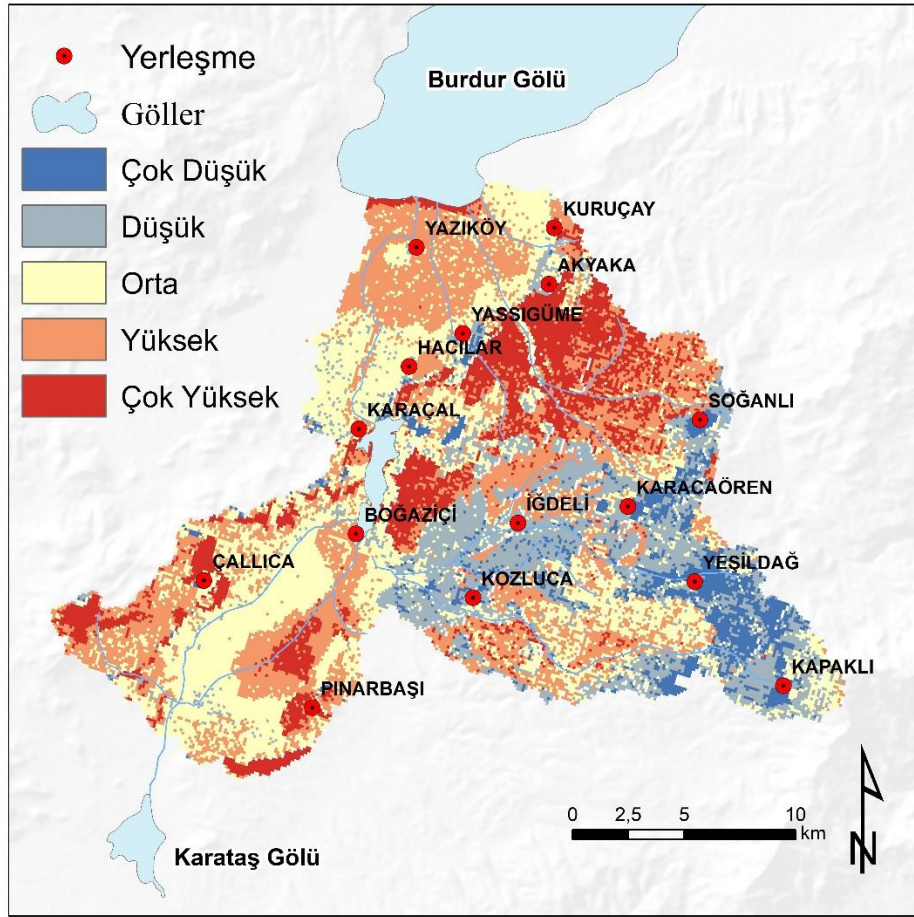 Yerleşme
Göller
Çok Düşük
Düşük
Orta
Yüksek
Çok Yüksek
Burdur Gölü
KURUÇAY
YAZIKÖY
AKYAKA
YASSIGÜME
HACILAR
KARAÇAL
SOĞANLI
KARACAÖREN
İĞDELİ
BOĞAZİÇİ
ÇALLICA
YEŞİLDAĞ
KOZLUCA
KAPAKLI
PINARBAŞI
0 2,5 5 10
km
N
Karataş Gölü